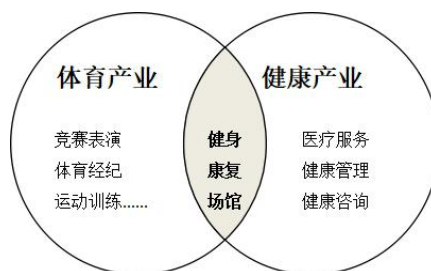 体育产业
健康产业
竞赛表演
健身
医疗服务
体育经纪
康复
健康管理
运动训练......
场馆
健康咨询